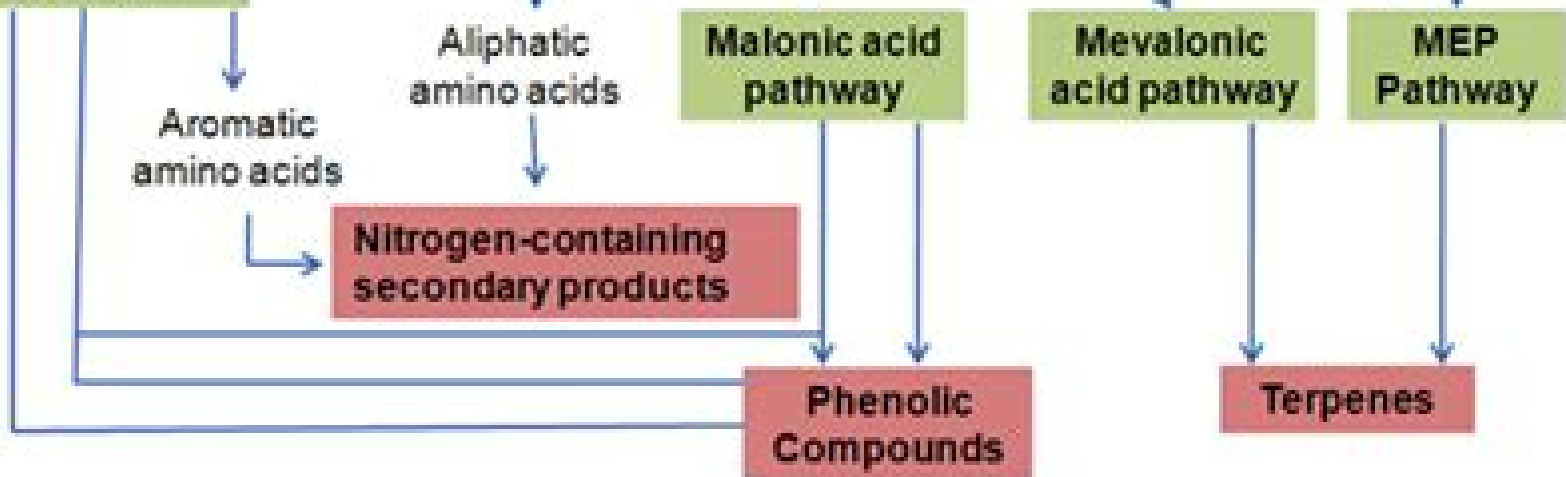 Aliphatic
amino acids
Malonic acid
pathway
Mevalonic
acid pathway
MEP
Pathway
Aromatic
amino acids
Nitrogen-containing
secondary products
Phenolic
Compounds
Terpenes